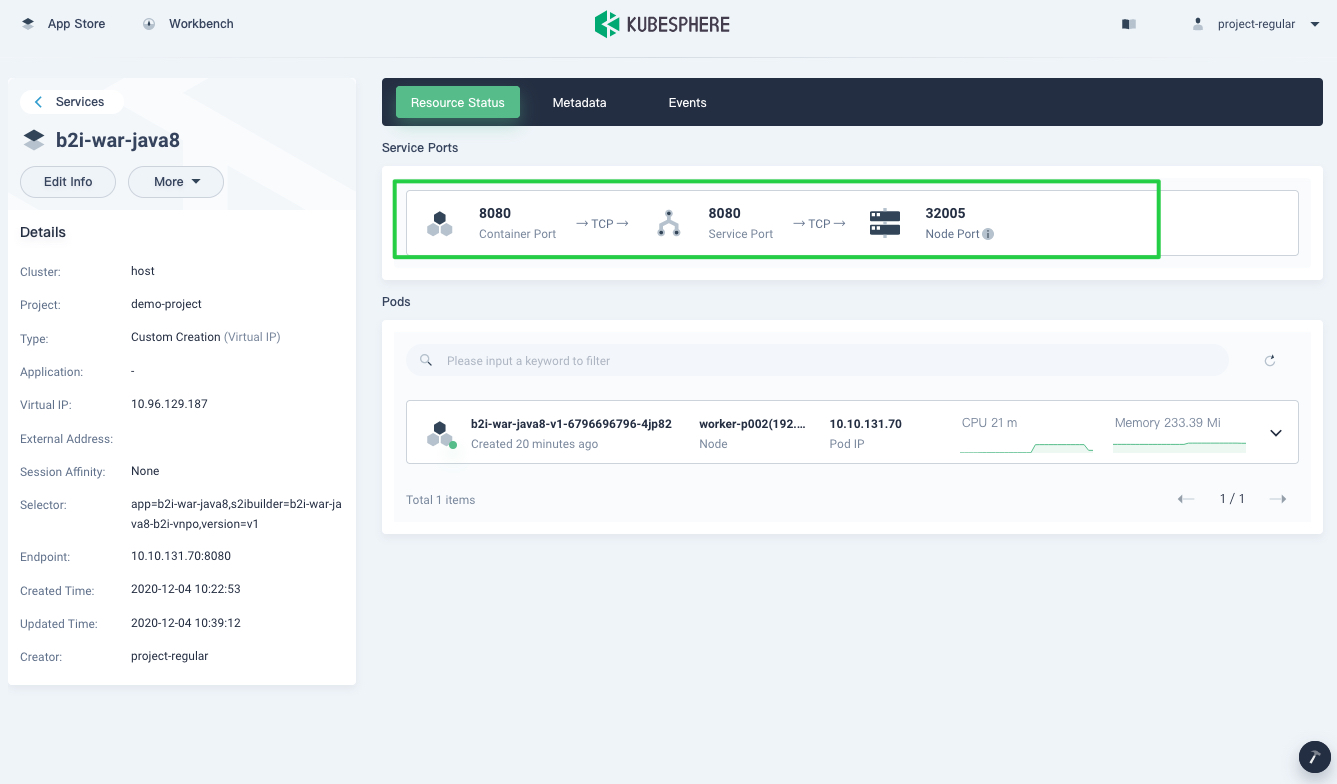 App Store
Workbench
KUBESPHERE
project-regular
Services
b2i-war-java8
Edit Info
More
Details
Cluster: host
Project: demo-project
Type: Custom Creation (Virtual IP)
Application: -
Virtual IP: 10.96.129.187
External Address:
Session Affinity: None
Selector: app=b2i-war-java8,s2ibuilder=b2i-war-ja
va8-b2i-vnpo,version=v1
Endpoint: 10.10.131.70:8080
Created Time: 2020-12-04 10:22:53
Updated Time: 2020-12-04 10:39:12
Creator: project-regular
Resource Status
Metadata
Events
Service Ports
8080
Container Port
→ TCP →
8080
Service Port
→ TCP →
32005
Node Port
Pods
Please input a keyword to filter
b2i-war-java8-v1-6796696796-4jp82
Created 20 minutes ago
worker-p002(192....
Node
10.10.131.70
Pod IP
CPU 21 m
Memory 233.39 Mi
Total 1 items
1 / 1